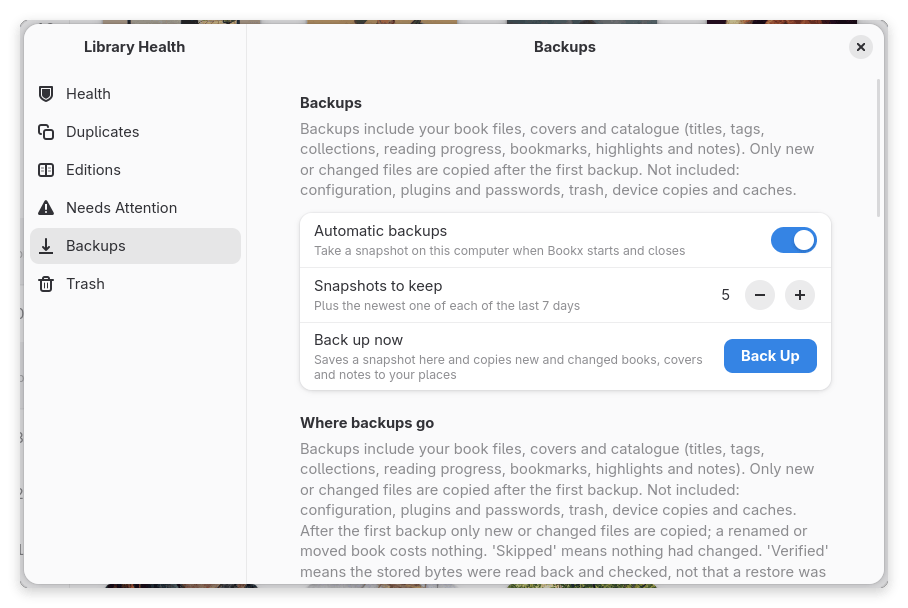 Library Health
Backups
Health
Duplicates
Editions
Needs Attention
Backups
Trash
Backups
Backups include your book files, covers and catalogue (titles, tags,
collections, reading progress, bookmarks, highlights and notes). Only new
or changed files are copied after the first backup. Not included:
configuration, plugins and passwords, trash, device copies and caches.
Automatic backups
Take a snapshot on this computer when Bookx starts and closes
Snapshots to keep
Plus the newest one of each of the last 7 days
5
Back up now
Saves a snapshot here and copies new and changed books, covers
and notes to your places
Back Up
Where backups go
Backups include your book files, covers and catalogue (titles, tags,
collections, reading progress, bookmarks, highlights and notes). Only new
or changed files are copied after the first backup. Not included:
configuration, plugins and passwords, trash, device copies and caches.
After the first backup only new or changed files are copied; a renamed or
moved book costs nothing. 'Skipped' means nothing had changed. 'Verified'
means the stored bytes were read back and checked, not that a restore was